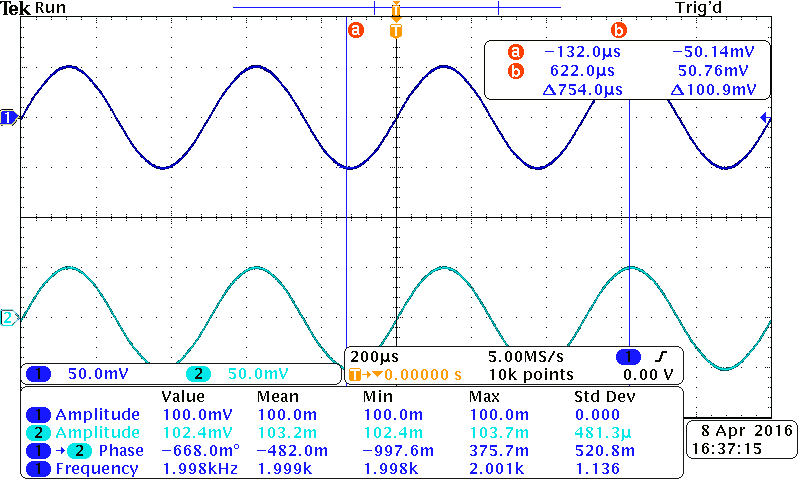 Tek Run Trig'd
T
a b
T
a −132.0µs −50.14mV
b 622.0µs 50.76mV
Δ754.0µs Δ100.9mV
1
2
1 50.0mV 2 50.0mV
200µs 5.00MS/s 1
T→▼0.00000 s 10k points 0.00 V
Value Mean Min Max Std Dev
1 Amplitude 100.0mV 100.0m 100.0m 100.0m 0.000
2 Amplitude 102.4mV 103.2m 102.4m 103.7m 481.3µ
1 → 2 Phase −668.0m° −482.0m −997.6m 375.7m 520.8m
1 Frequency 1.998kHz 1.999k 1.998k 2.001k 1.136
8 Apr 2016
16:37:15